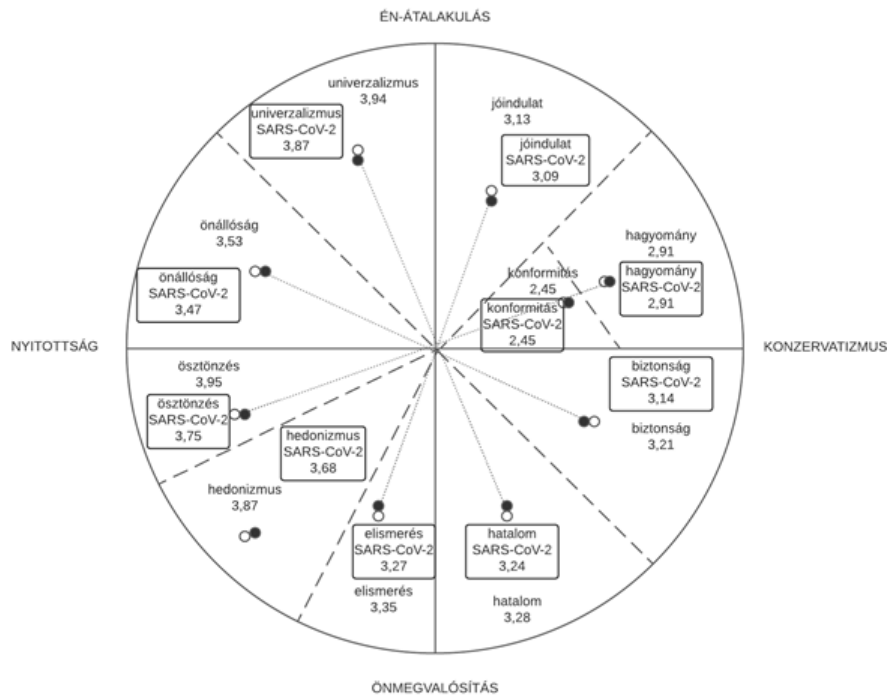 ÉN-ÁTALAKULÁS
univerzalizmus
3,94
univerzalizmus
SARS-CoV-2
3,87
jóindulat
3,13
jóindulat
SARS-CoV-2
3,09
önállóság
3,53
önállóság
SARS-CoV-2
3,47
hagyomány
2,91
hagyomány
SARS-CoV-2
2,91
konformitás
2,45
konformitás
SARS-CoV-2
2,45
NYITOTTSÁG
KONZERVATIZMUS
ösztönzés
3,95
ösztönzés
SARS-CoV-2
3,75
biztonság
SARS-CoV-2
3,14
biztonság
3,21
hedonizmus
SARS-CoV-2
3,68
hedonizmus
3,87
elismerés
SARS-CoV-2
3,27
elismerés
3,35
hatalom
SARS-CoV-2
3,24
hatalom
3,28
ÖNMEGVALÓSÍTÁS